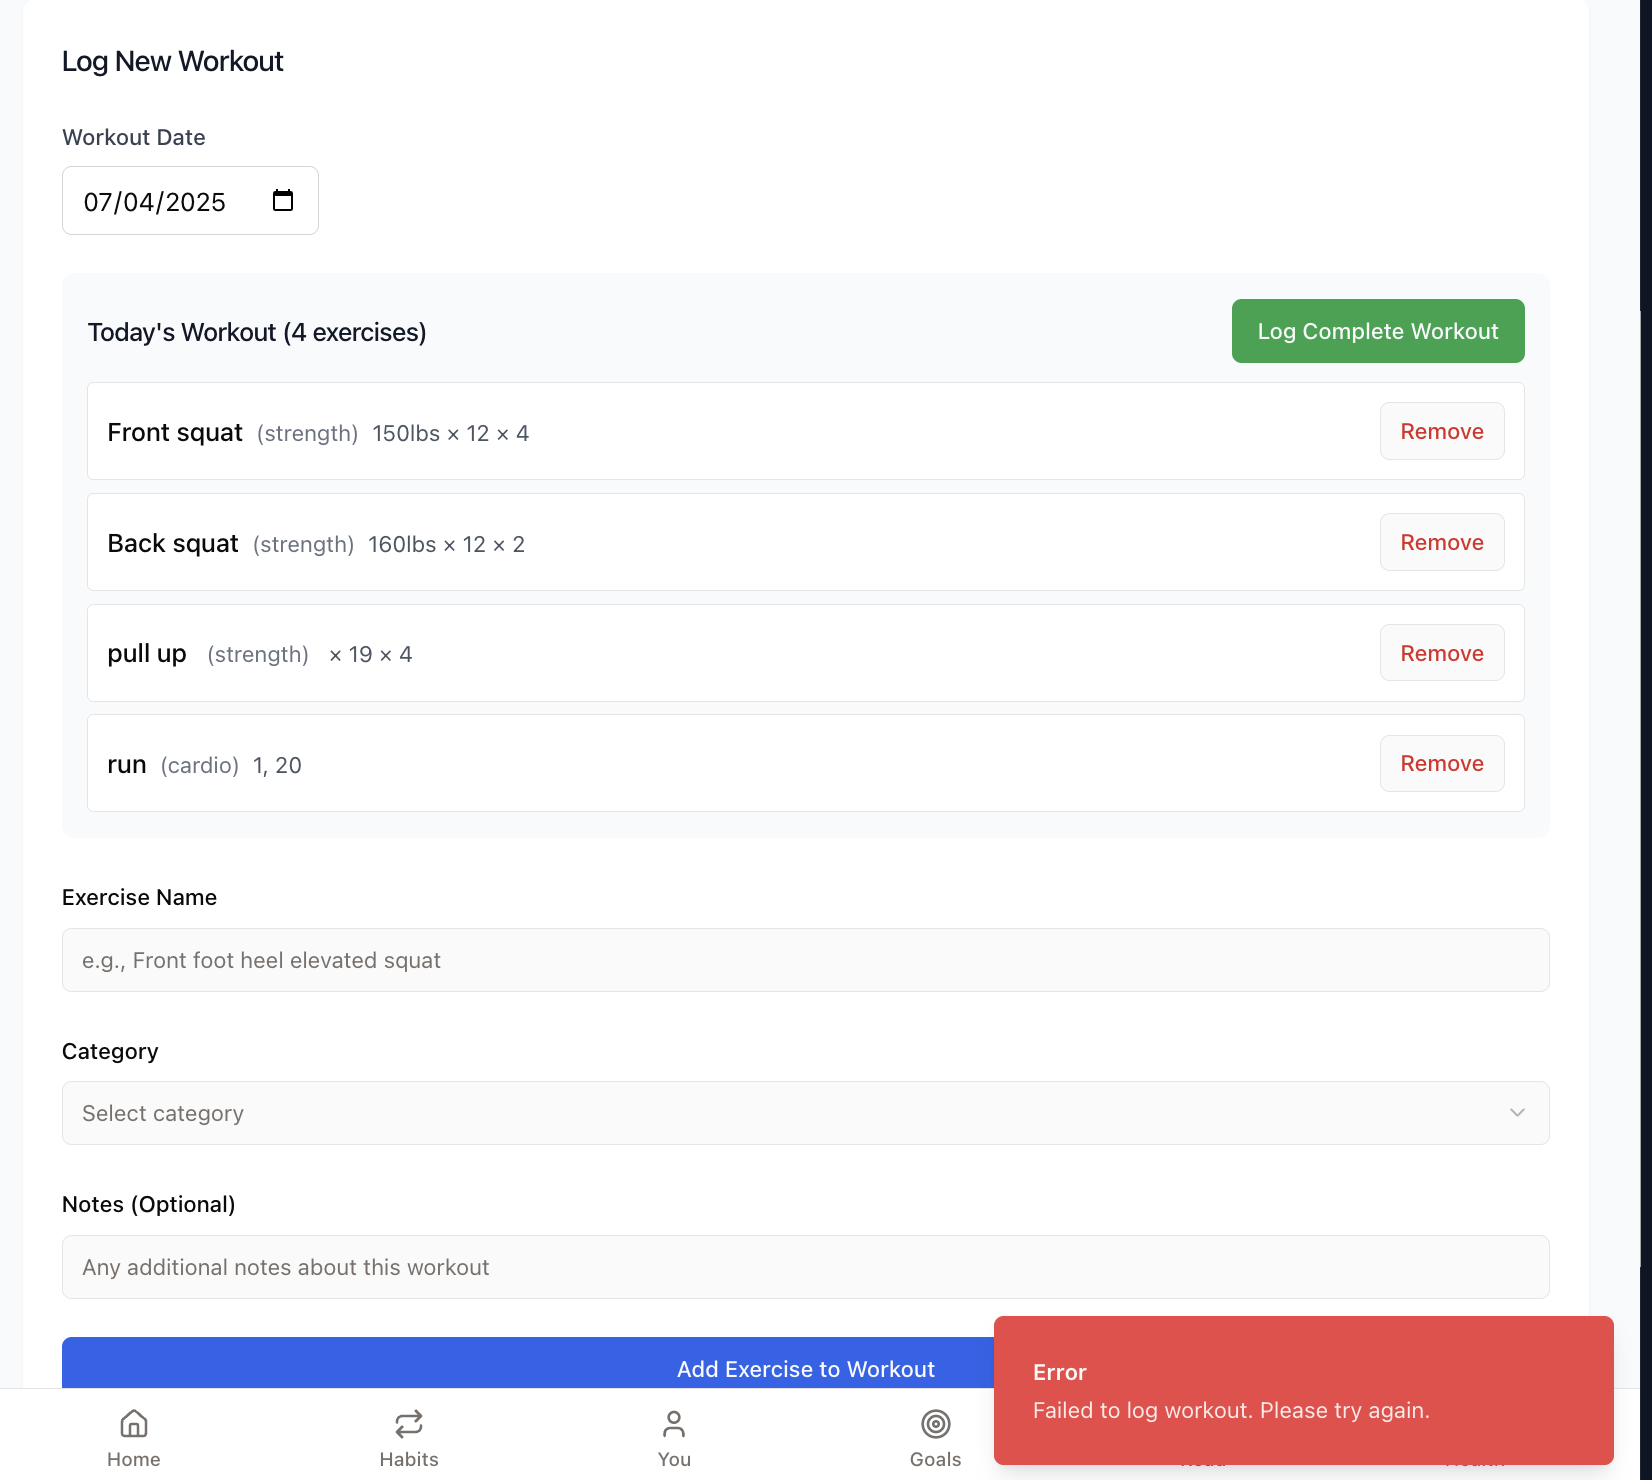 Log New Workout
Workout Date
07/04/2025
Today's Workout (4 exercises)
Log Complete Workout
Front squat (strength) 150lbs × 12 × 4
Remove
Back squat (strength) 160lbs × 12 × 2
Remove
pull up (strength) × 19 × 4
Remove
run (cardio) 1, 20
Remove
Exercise Name
e.g., Front foot heel elevated squat
Category
Select category
Notes (Optional)
Any additional notes about this workout
Add Exercise to Workout
Error
Failed to log workout. Please try again.
Home
Habits
You
Goals